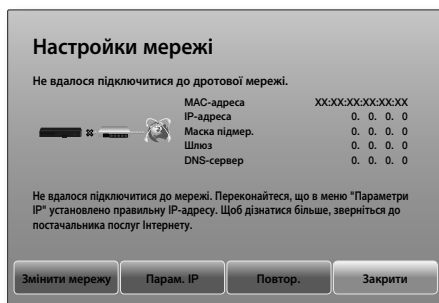 Настройки мережі
Не вдалося підключитися до дротової мережі.
МАС-адреса XX:XX:XX:XX:XX:XX
IP-адреса 0. 0. 0. 0
Маска підмер. 0. 0. 0. 0
Шлюз 0. 0. 0. 0
DNS-сервер 0. 0. 0. 0
Не вдалося підключитися до мережі. Переконайтеся, що в меню "Параметри
IP" установлено правильну IP-адресу. Щоб дізнатися більше, зверніться до
постачальника послуг Інтернету.
Змінити мережу Парам. IP Повтор. Закрити